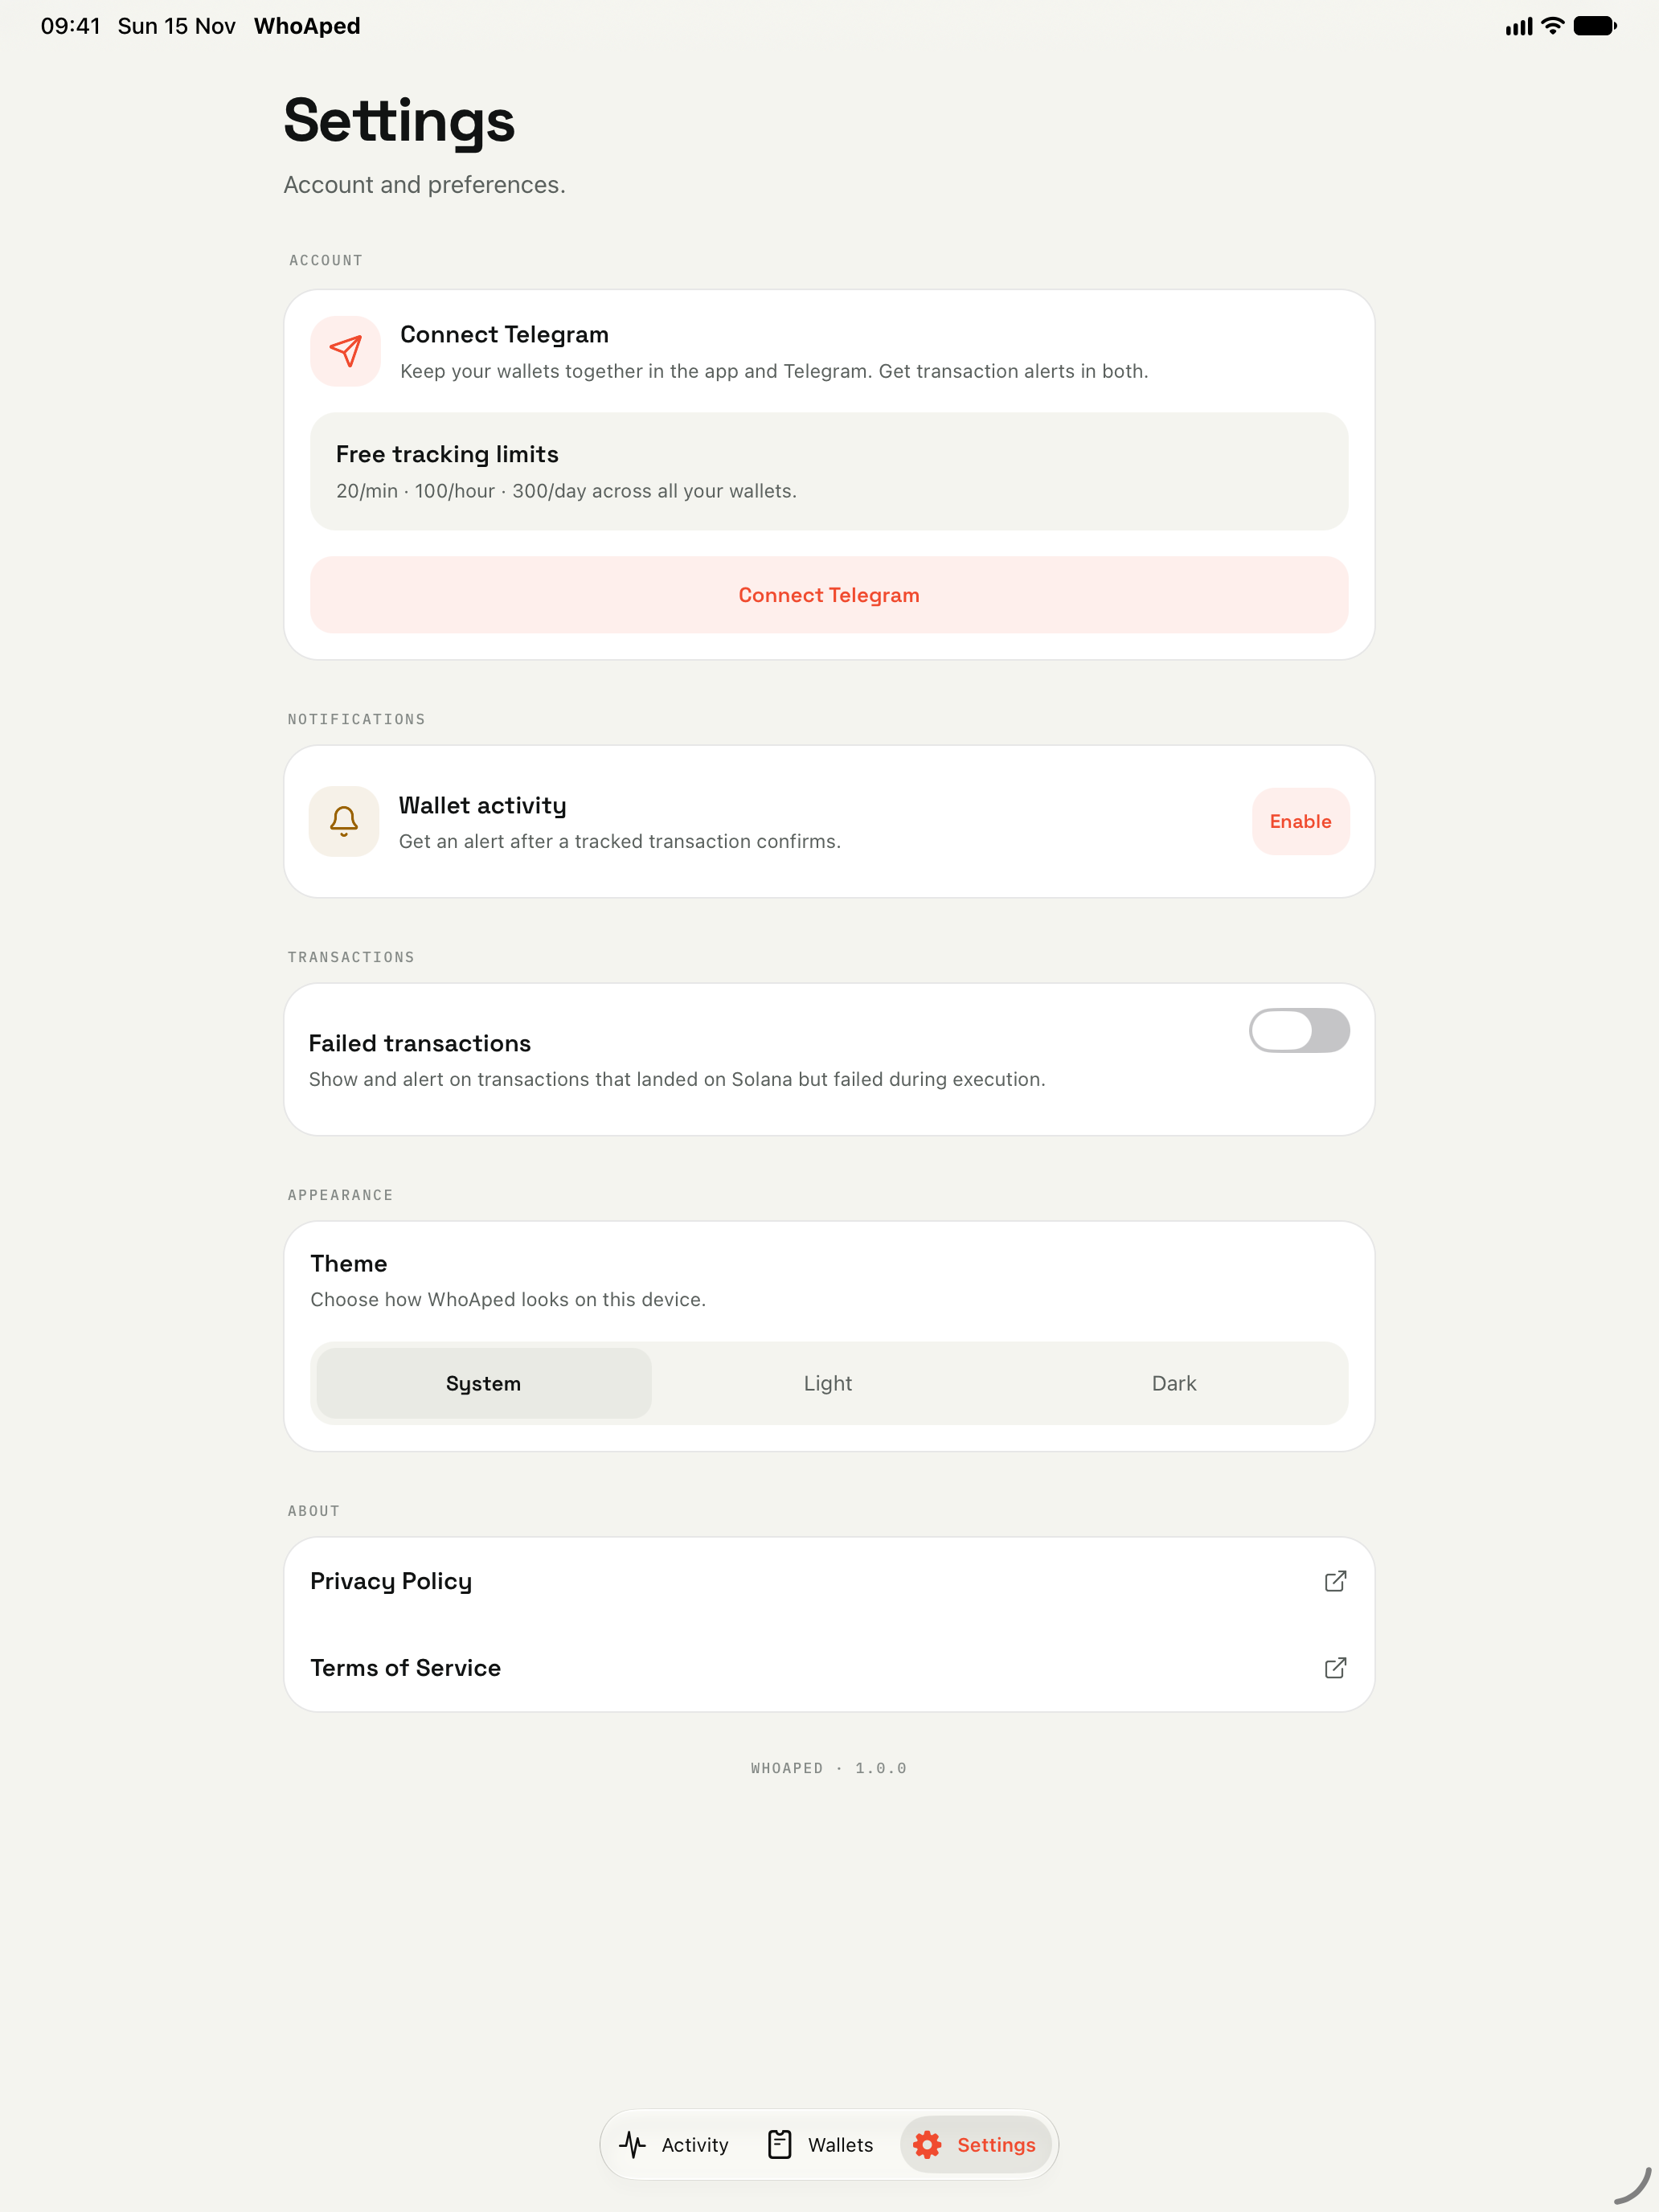 09:41 Sun 15 Nov WhoAped
Settings
Account and preferences.
ACCOUNT
Connect Telegram
Keep your wallets together in the app and Telegram. Get transaction alerts in both.
Free tracking limits
20/min · 100/hour · 300/day across all your wallets.
Connect Telegram
NOTIFICATIONS
Wallet activity
Get an alert after a tracked transaction confirms.
Enable
TRANSACTIONS
Failed transactions
Show and alert on transactions that landed on Solana but failed during execution.
APPEARANCE
Theme
Choose how WhoAped looks on this device.
System Light Dark
ABOUT
Privacy Policy
Terms of Service
WHOAPED · 1.0.0
Activity Wallets Settings